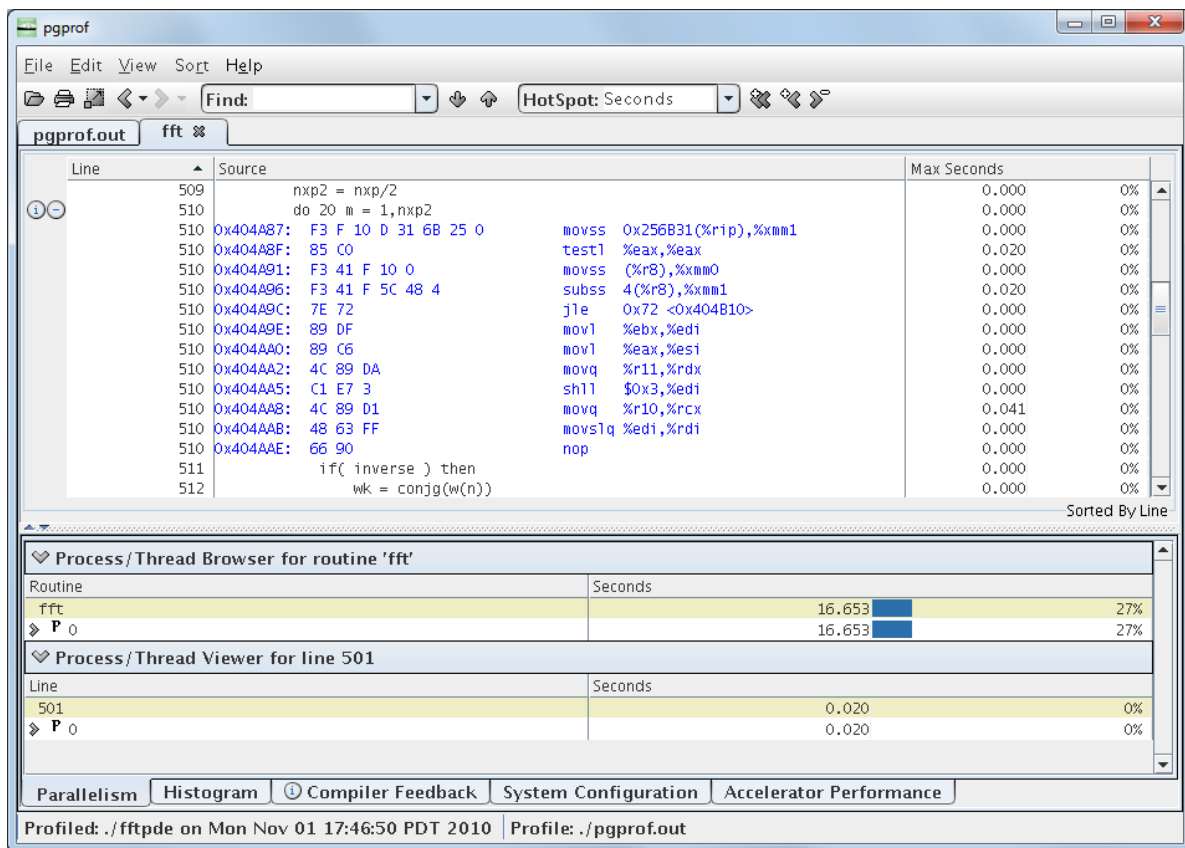 pgprof
File Edit View Sort Help
Find: HotSpot: Seconds
pgprof.out fft
Line Source Max Seconds
509 nxp2 = nxp/2 0.000 0%
510 do 20 m = 1,nxp2 0.000 0%
510 0x404A87: F3 F 10 D 31 6B 25 0 movss 0x256B31(%rip),%xmm1 0.000 0%
510 0x404A8F: 85 C0 testl %eax,%eax 0.020 0%
510 0x404A91: F3 41 F 10 0 movss (%r8),%xmm0 0.000 0%
510 0x404A96: F3 41 F 5C 48 4 subss 4(%r8),%xmm1 0.020 0%
510 0x404A9C: 7E 72 jle 0x72 <0x404B10> 0.000 0%
510 0x404A9E: 89 DF movl %ebx,%edi 0.000 0%
510 0x404AA0: 89 C6 movl %eax,%esi 0.000 0%
510 0x404AA2: 4C 89 DA movq %r11,%rdx 0.000 0%
510 0x404AA5: C1 E7 3 shll $0x3,%edi 0.000 0%
510 0x404AA8: 4C 89 D1 movq %r10,%rcx 0.041 0%
510 0x404AAB: 48 63 FF movslq %edi,%rdi 0.000 0%
510 0x404AAE: 66 90 nop 0.000 0%
511 if( inverse ) then 0.000 0%
512 wk = conjg(w(n)) 0.000 0%
Sorted By Line
Process/Thread Browser for routine 'fft'
Routine Seconds
fft 16.653 27%
P 0 16.653 27%
Process/Thread Viewer for line 501
Line Seconds
501 0.020 0%
P 0 0.020 0%
Parallelism Histogram Compiler Feedback System Configuration Accelerator Performance
Profiled: ./fftpde on Mon Nov 01 17:46:50 PDT 2010 Profile: ./pgprof.out